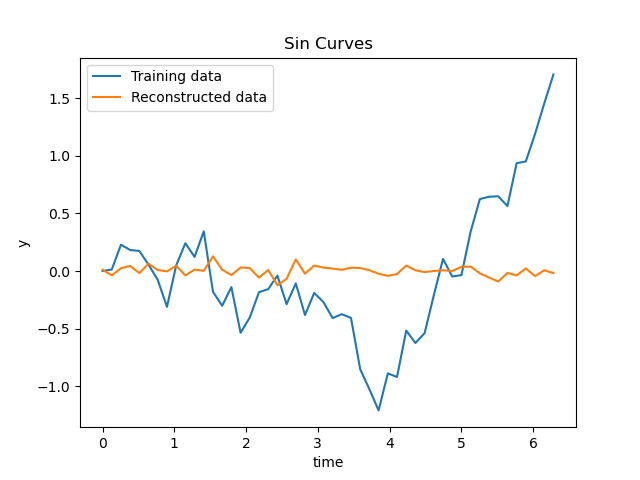 Sin Curves
Training data
Reconstructed data
y
1.5
1.0
0.5
0.0
−0.5
−1.0
0 1 2 3 4 5 6
time